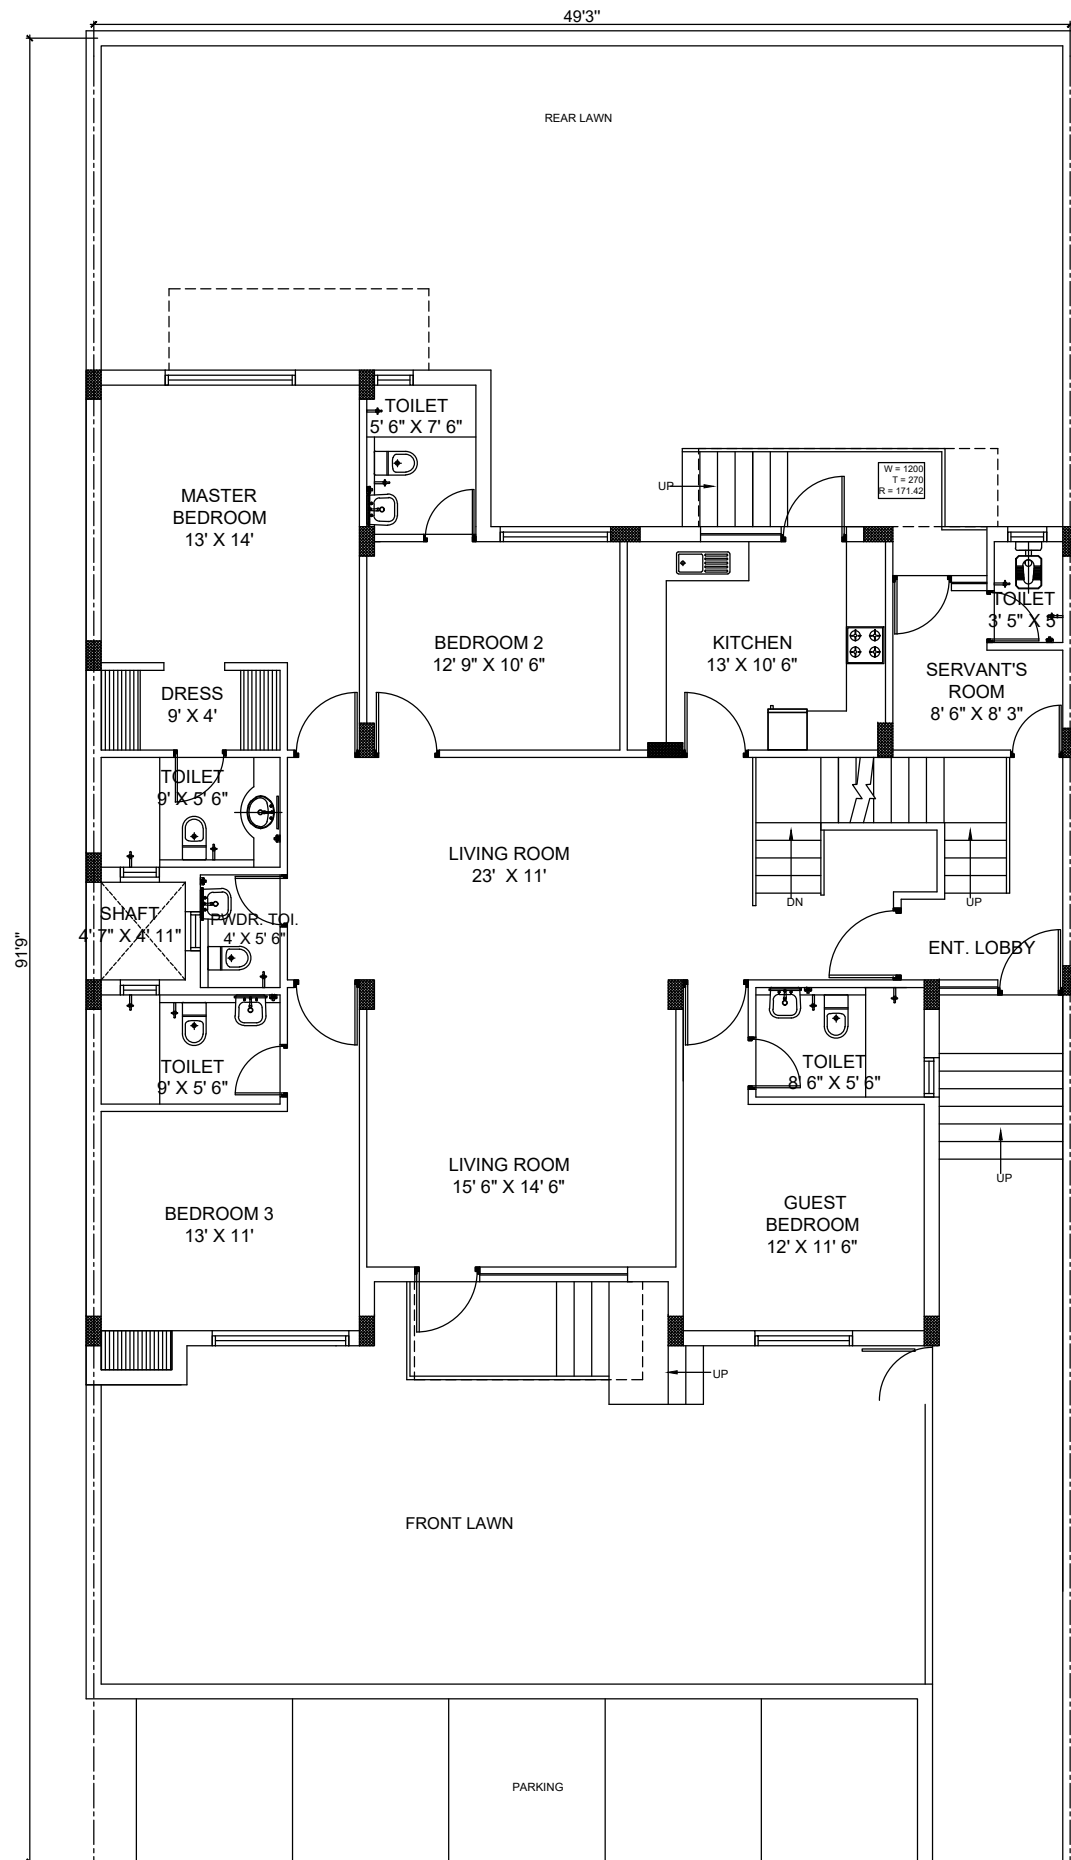 49'3"
REAR LAWN
TOILET
5' 6" X 7' 6"
UP
W = 1200
T = 270
R = 171.42
MASTER
BEDROOM
13' X 14'
TOILET
3' 5" X 5'
BEDROOM 2
12' 9" X 10' 6"
KITCHEN
13' X 10' 6"
SERVANT'S
ROOM
8' 6" X 8' 3"
DRESS
9' X 4'
TOILET
9' X 5' 6"
LIVING ROOM
23' X 11'
DN
UP
SHAFT
4' 7" X 4' 11"
PWDR. TOI.
4' X 5' 6"
ENT. LOBBY
91'9"
TOILET
9' X 5' 6"
TOILET
8' 6" X 5' 6"
LIVING ROOM
15' 6" X 14' 6"
UP
BEDROOM 3
13' X 11'
GUEST
BEDROOM
12' X 11' 6"
UP
FRONT LAWN
PARKING